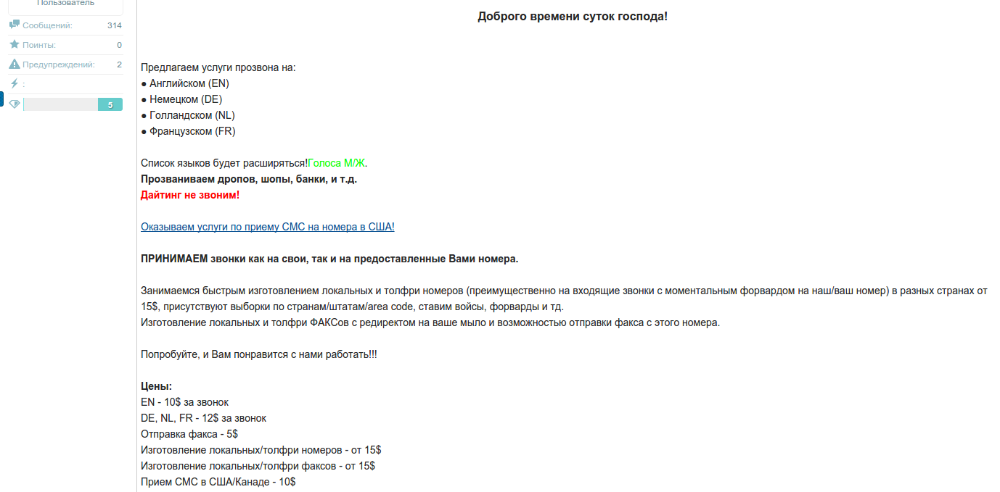 Пользователь
Сообщений: 314
Поинты: 0
Предупреждений: 2
:
5
Доброго времени суток господа!
Предлагаем услуги прозвона на:
● Английском (EN)
● Немецком (DE)
● Голландском (NL)
● Французском (FR)
Список языков будет расширяться!Голоса М/Ж.
Прозваниваем дропов, шопы, банки, и т.д.
Дайтинг не звоним!
Оказываем услуги по приему СМС на номера в США!
ПРИНИМАЕМ звонки как на свои, так и на предоставленные Вами номера.
Занимаемся быстрым изготовлением локальных и толфри номеров (преимущественно на входящие звонки с моментальным форвардом на наш/ваш номер) в разных странах от
15$, присутствуют выборки по странам/штатам/area code, ставим войсы, форварды и тд.
Изготовление локальных и толфри ФАКСов с редиректом на ваше мыло и возможностью отправки факса с этого номера.
Попробуйте, и Вам понравится с нами работать!!!
Цены:
EN - 10$ за звонок
DE, NL, FR - 12$ за звонок
Отправка факса - 5$
Изготовление локальных/толфри номеров - от 15$
Изготовление локальных/толфри факсов - от 15$
Прием СМС в США/Канаде - 10$